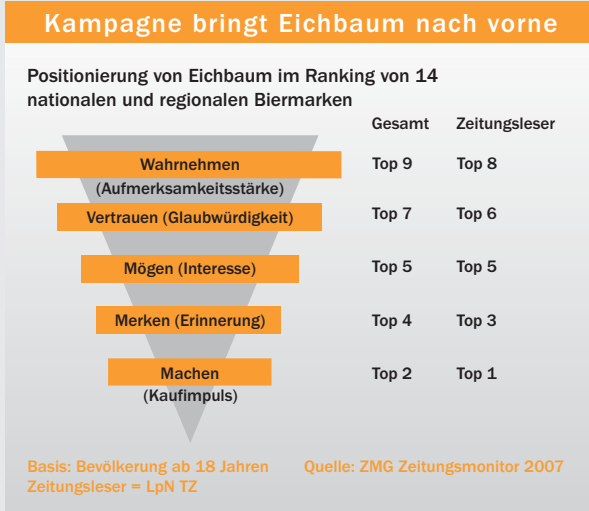 Kampagne bringt Eichbaum nach vorne
Positionierung von Eichbaum im Ranking von 14
nationalen und regionalen Biermarken
Gesamt Zeitungsleser
Wahrnehmen Top 9 Top 8
(Aufmerksamkeitsstärke)
Vertrauen (Glaubwürdigkeit) Top 7 Top 6
Mögen (Interesse) Top 5 Top 5
Merken (Erinnerung) Top 4 Top 3
Machen Top 2 Top 1
(Kaufimpuls)
Basis: Bevölkerung ab 18 Jahren Quelle: ZMG Zeitungsmonitor 2007
Zeitungsleser = LpN TZ